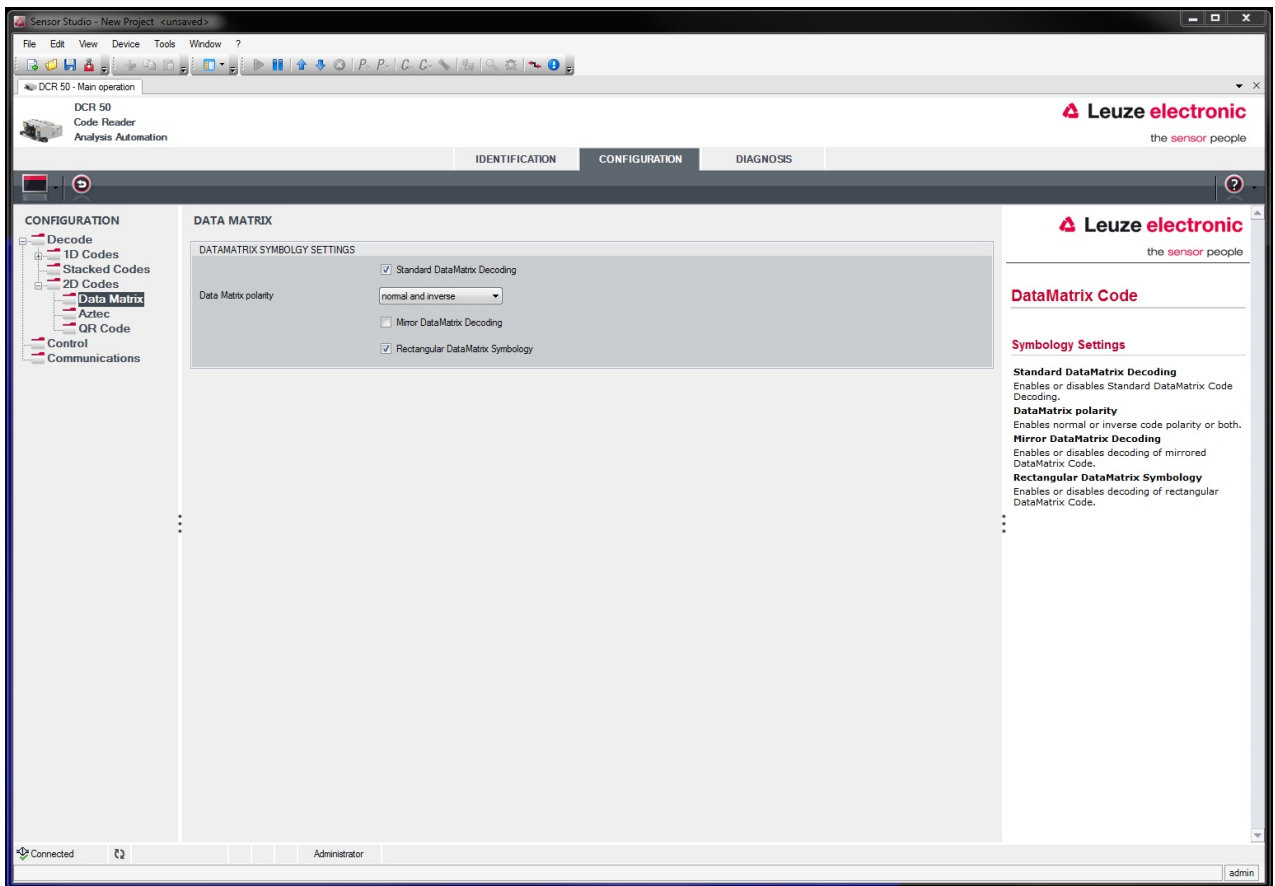 Sensor Studio - New Project <unsaved>
File Edit View Device Tools Window ?
DCR 50 - Main operation
DCR 50
Code Reader
Analysis Automation
Leuze electronic
the sensor people
IDENTIFICATION CONFIGURATION DIAGNOSIS
CONFIGURATION
Decode
1D Codes
Stacked Codes
2D Codes
Data Matrix
Aztec
QR Code
Control
Communications
DATA MATRIX
DATAMATRIX SYMBOLGY SETTINGS
Standard DataMatrix Decoding
Data Matrix polarity normal and inverse
Mirror DataMatrix Decoding
Rectangular DataMatrix Symbology
Leuze electronic
the sensor people
DataMatrix Code
Symbology Settings
Standard DataMatrix Decoding
Enables or disables Standard DataMatrix Code
Decoding.
DataMatrix polarity
Enables normal or inverse code polarity or both.
Mirror DataMatrix Decoding
Enables or disables decoding of mirrored
DataMatrix Code.
Rectangular DataMatrix Symbology
Enables or disables decoding of rectangular
DataMatrix Code.
Connected Administrator
admin